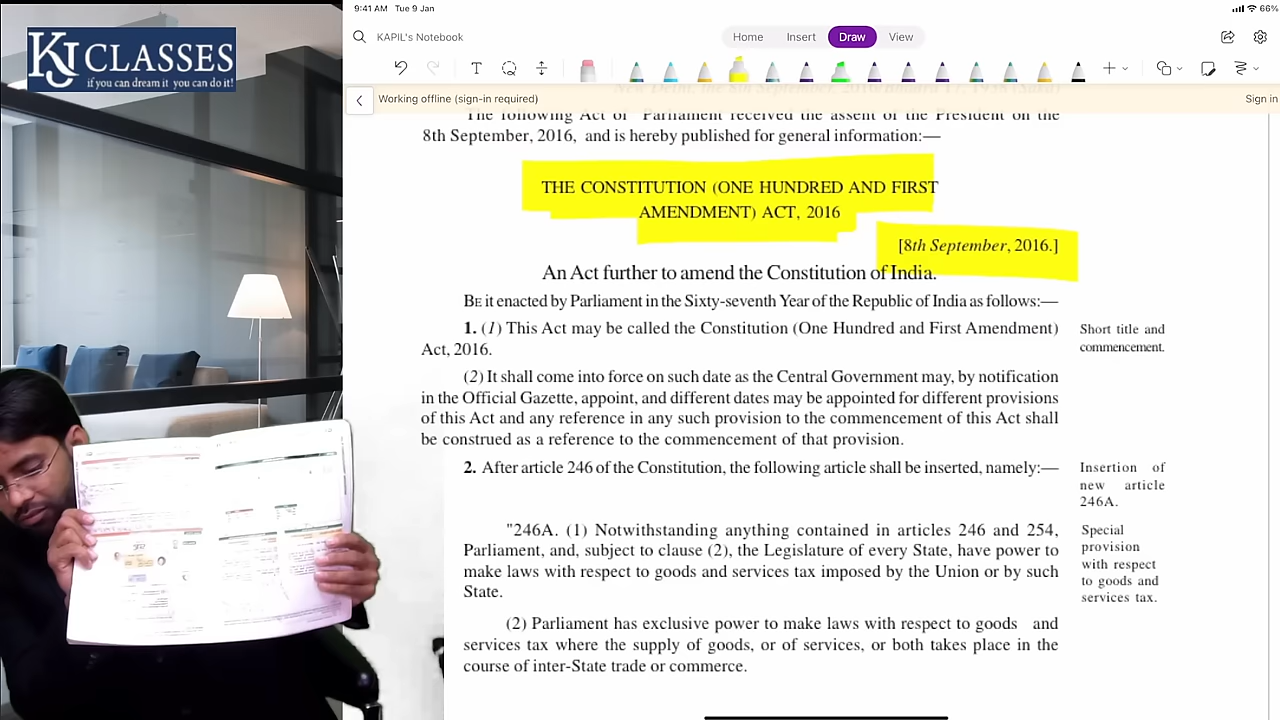 KJ CLASSES
if you can dream it you can do it!
9:41 AM Tue 9 Jan
66%
KAPIL's Notebook
Home Insert Draw View
Working offline (sign-in required)
Sign in
The following Act of Parliament received the assent of the President on the
8th September, 2016, and is hereby published for general information:—
THE CONSTITUTION (ONE HUNDRED AND FIRST
AMENDMENT) ACT, 2016
[8th September, 2016.]
An Act further to amend the Constitution of India.
BE it enacted by Parliament in the Sixty-seventh Year of the Republic of India as follows:—
1. (1) This Act may be called the Constitution (One Hundred and First Amendment)
Act, 2016.
Short title and
commencement.
(2) It shall come into force on such date as the Central Government may, by notification
in the Official Gazette, appoint, and different dates may be appointed for different provisions
of this Act and any reference in any such provision to the commencement of this Act shall
be construed as a reference to the commencement of that provision.
2. After article 246 of the Constitution, the following article shall be inserted, namely:—
Insertion of
new article
246A.
"246A. (1) Notwithstanding anything contained in articles 246 and 254,
Parliament, and, subject to clause (2), the Legislature of every State, have power to
make laws with respect to goods and services tax imposed by the Union or by such
State.
Special
provision
with respect
to goods and
services tax.
(2) Parliament has exclusive power to make laws with respect to goods and
services tax where the supply of goods, or of services, or both takes place in the
course of inter-State trade or commerce.